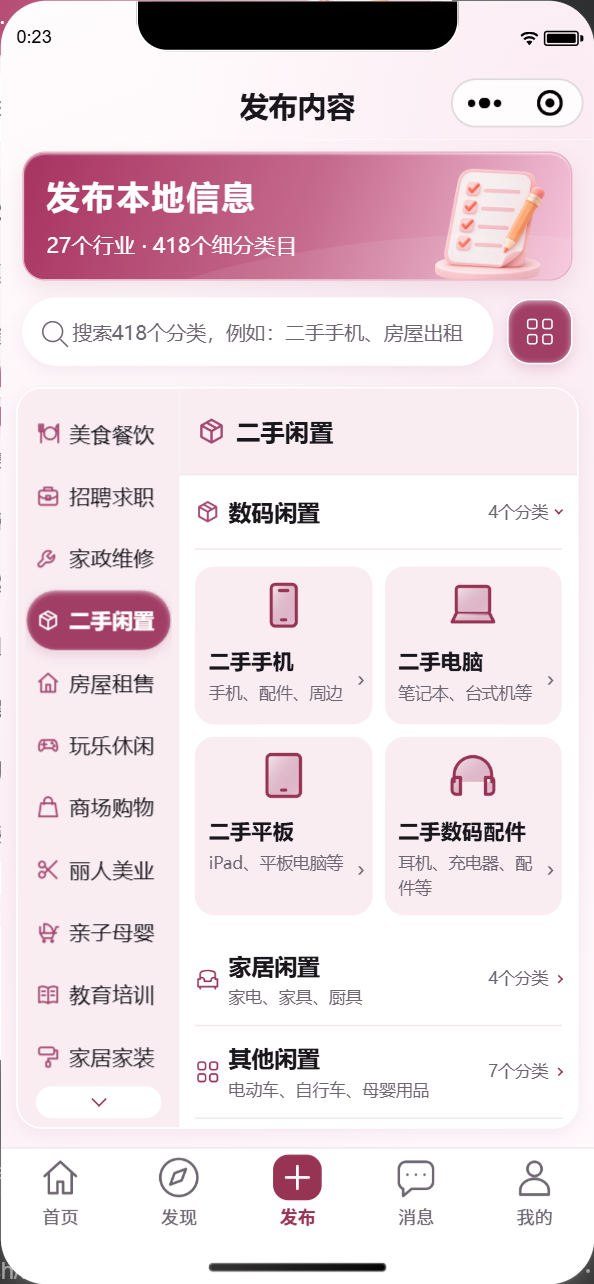 0:23
发布内容
发布本地信息
27个行业 · 418个细分类目
搜索418个分类，例如：二手手机、房屋出租
美食餐饮
招聘求职
家政维修
二手闲置
房屋租售
玩乐休闲
商场购物
丽人美业
亲子母婴
教育培训
家居家装
二手闲置
数码闲置
4个分类
二手手机
手机、配件、周边
二手电脑
笔记本、台式机等
二手平板
iPad、平板电脑等
二手数码配件
耳机、充电器、配
件等
家居闲置
4个分类
家电、家具、厨具
其他闲置
7个分类
电动车、自行车、母婴用品
首页
发现
发布
消息
我的